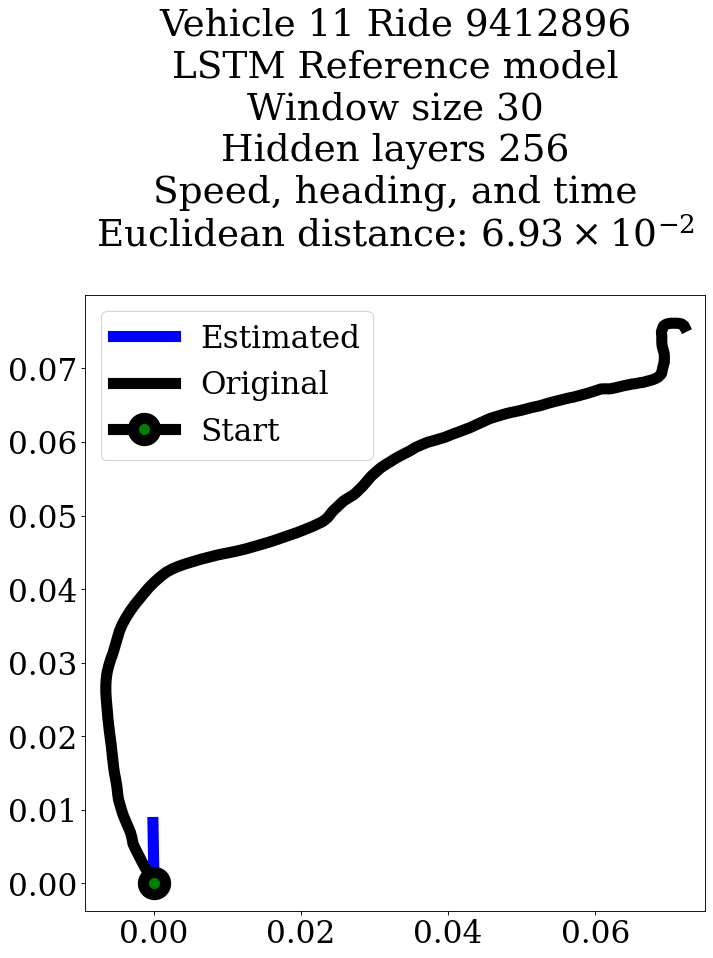 Vehicle 11 Ride 9412896
LSTM Reference model
Window size 30
Hidden layers 256
Speed, heading, and time
Euclidean distance: 6.93 × 10⁻²
Estimated
Original
Start
0.07
0.06
0.05
0.04
0.03
0.02
0.01
0.00
0.00 0.02 0.04 0.06